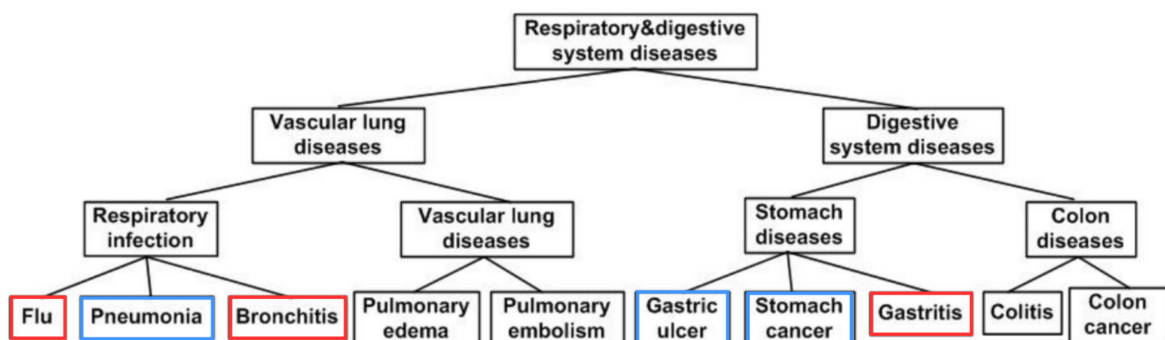 Respiratory&digestive
system diseases
Vascular lung
diseases
Digestive
system diseases
Respiratory
infection
Vascular lung
diseases
Stomach
diseases
Colon
diseases
Flu
Pneumonia
Bronchitis
Pulmonary
edema
Pulmonary
embolism
Gastric
ulcer
Stomach
cancer
Gastritis
Colitis
Colon
cancer